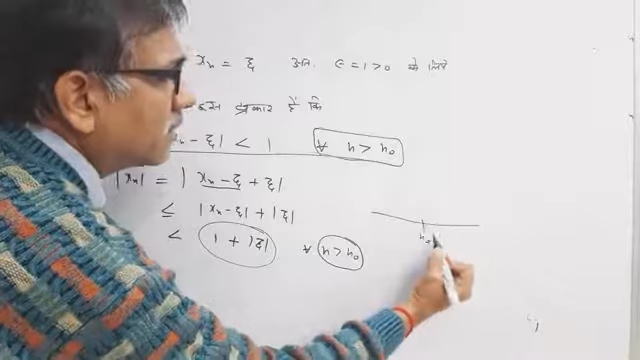 xₙ = ξ अतः ∈ = 1 > 0 के लिये
इस प्रकार है कि
xₙ - ξ| < 1 ∀ n > n₀
|xₙ| = |xₙ - ξ + ξ|
≤ |xₙ - ξ| + |ξ|
< 1 + |ξ| ∀ n > n₀
n₀